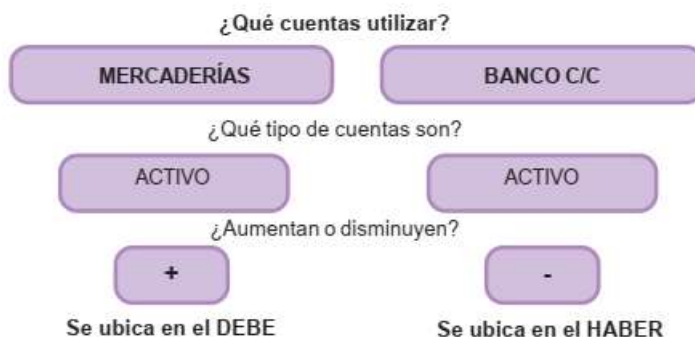 ¿Qué cuentas utilizar?
MERCADERÍAS BANCO C/C
¿Qué tipo de cuentas son?
ACTIVO ACTIVO
¿Aumentan o disminuyen?
+ -
Se ubica en el DEBE Se ubica en el HABER